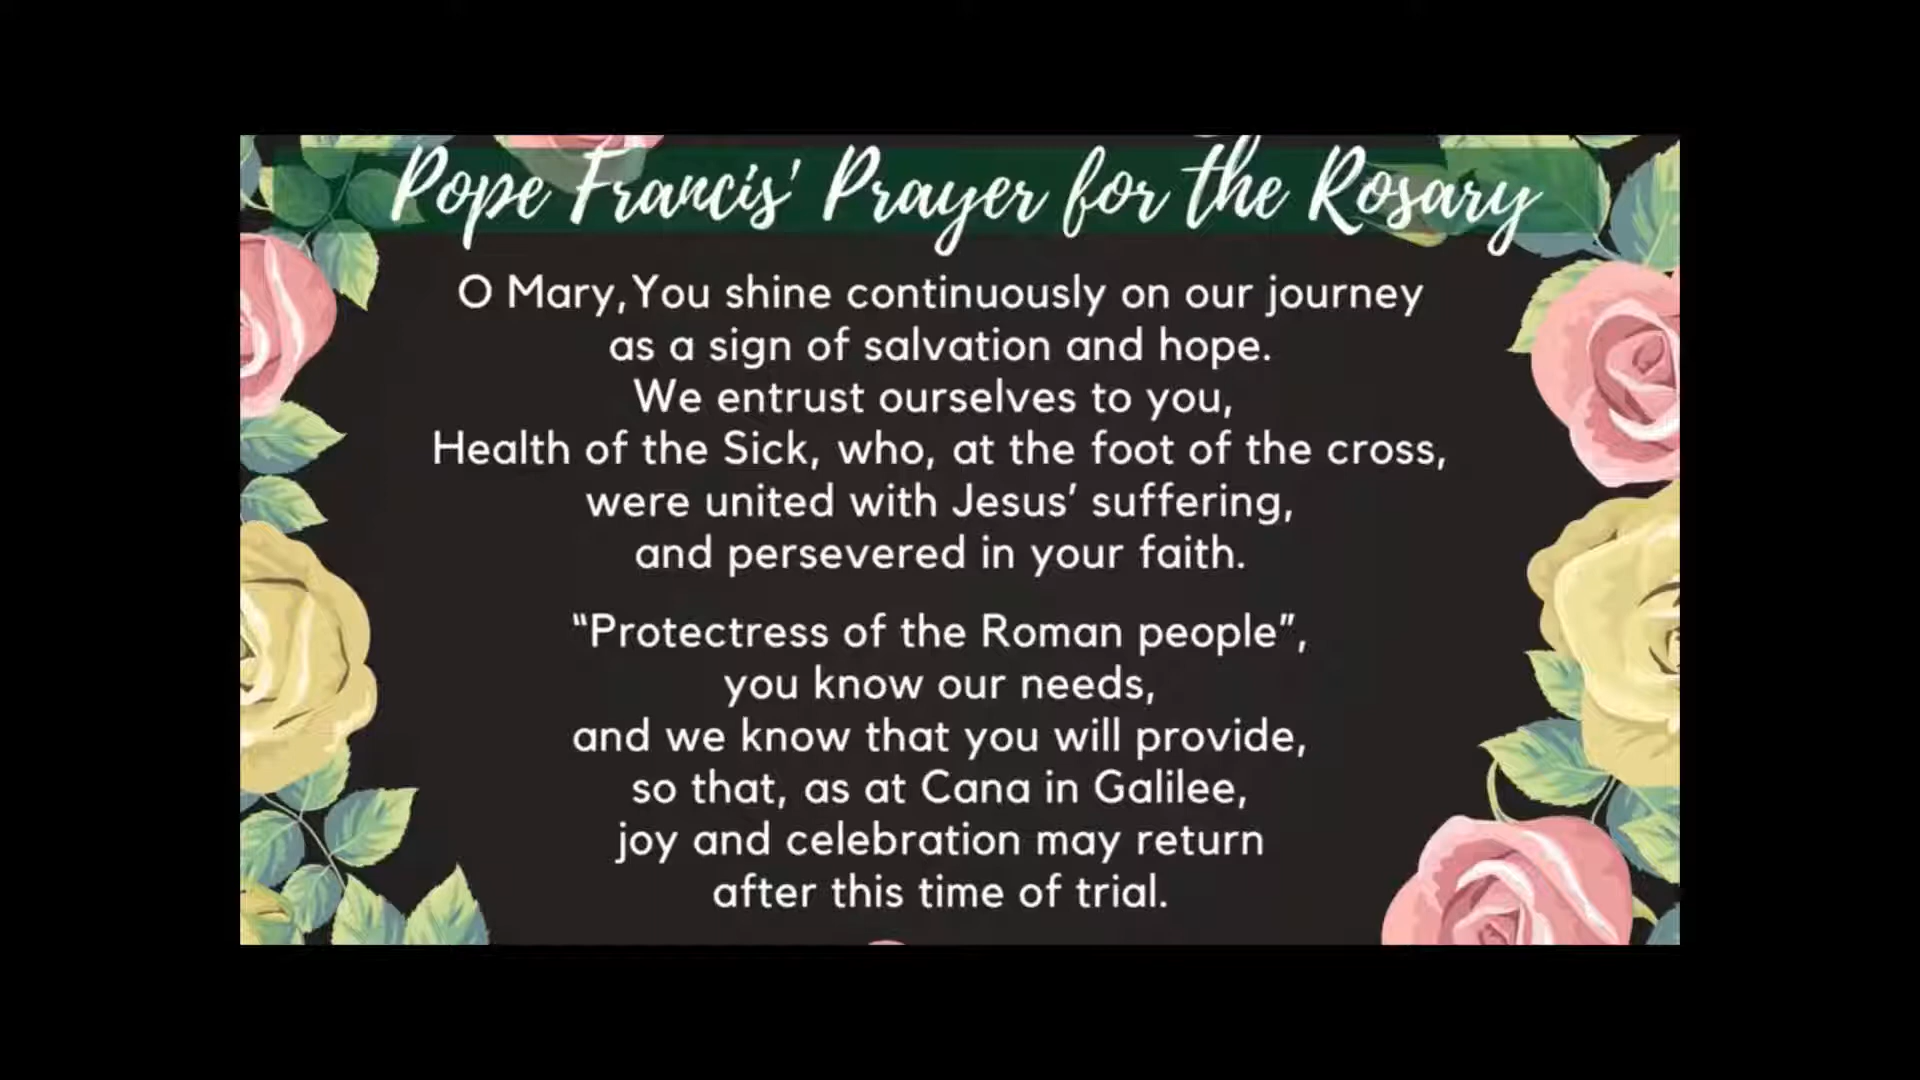 Pope Francis' Prayer for the Rosary
O Mary,You shine continuously on our journey
as a sign of salvation and hope.
We entrust ourselves to you,
Health of the Sick, who, at the foot of the cross,
were united with Jesus’ suffering,
and persevered in your faith.
“Protectress of the Roman people”,
you know our needs,
and we know that you will provide,
so that, as at Cana in Galilee,
joy and celebration may return
after this time of trial.